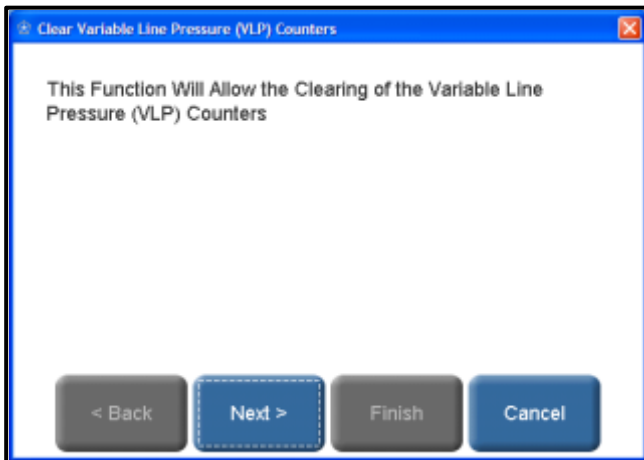 Clear Variable Line Pressure (VLP) Counters
This Function Will Allow the Clearing of the Variable Line
Pressure (VLP) Counters
< Back Next > Finish Cancel